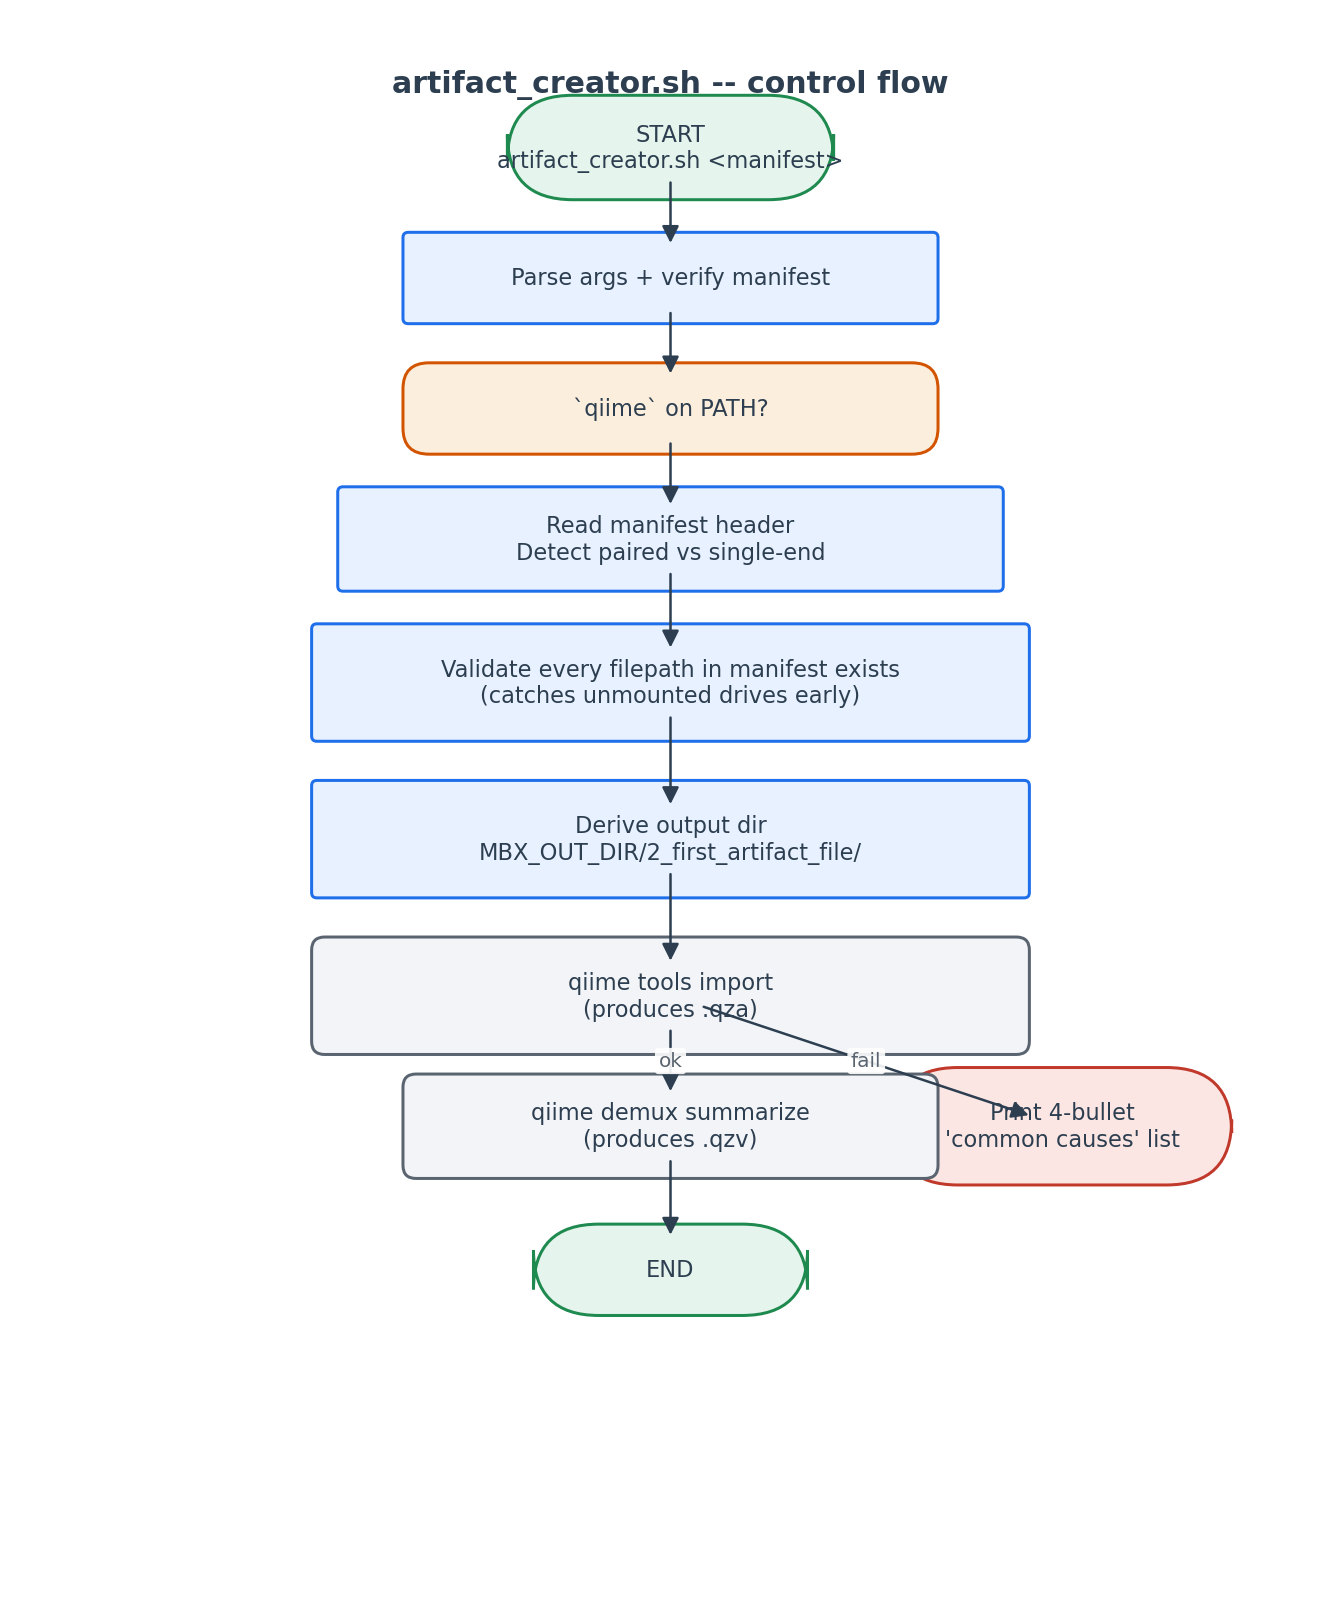 artifact_creator.sh -- control flow
START
artifact_creator.sh <manifest>
Parse args + verify manifest
`qiime` on PATH?
Read manifest header
Detect paired vs single-end
Validate every filepath in manifest exists
(catches unmounted drives early)
Derive output dir
MBX_OUT_DIR/2_first_artifact_file/
qiime tools import
(produces .qza)
ok
fail
qiime demux summarize
(produces .qzv)
Print 4-bullet
'common causes' list
END